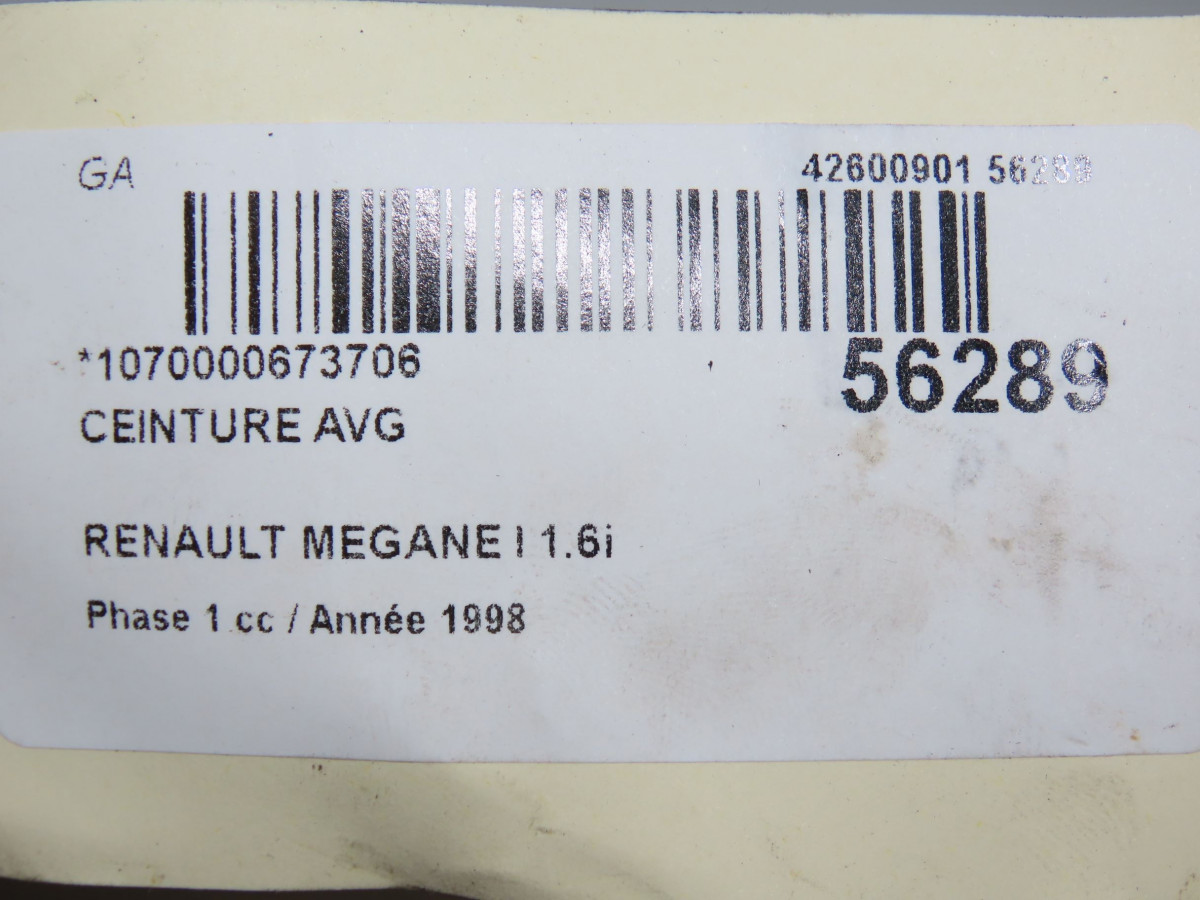 GA
42600901 56289
*1070000673706
56289
CEINTURE AVG
RENAULT MEGANE I 1.6i
Phase 1 cc / Année 1998